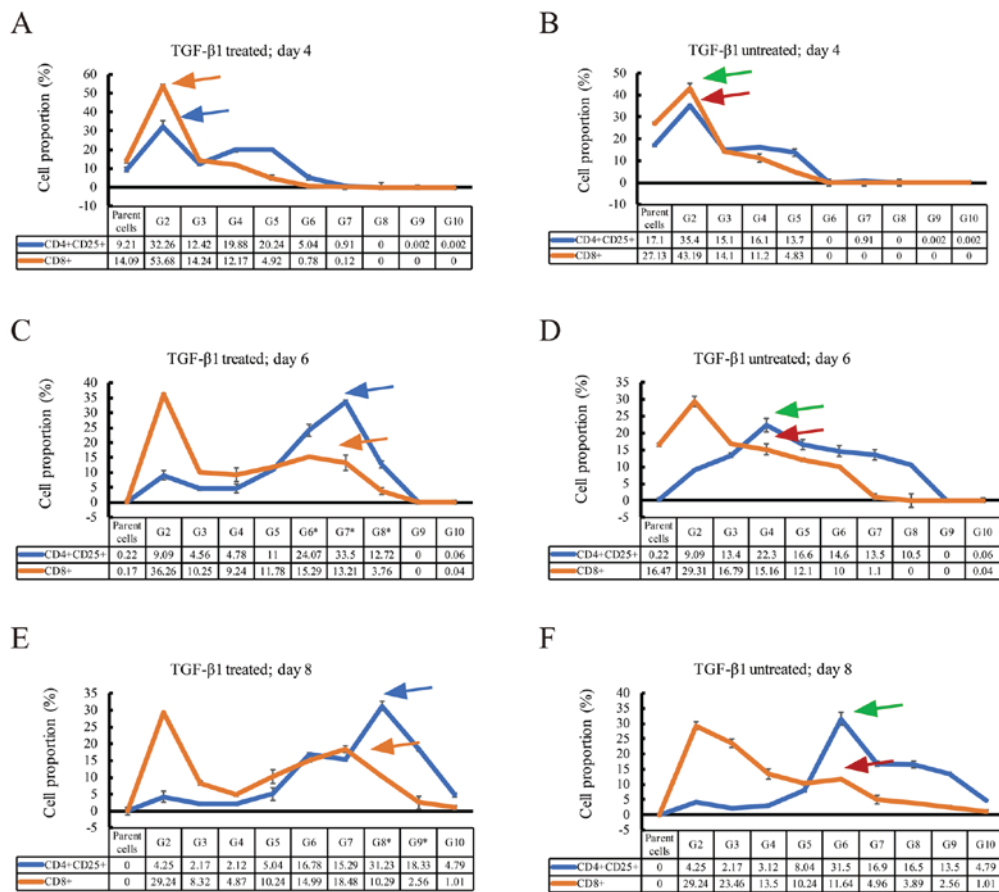 A
TGF-β1 treated; day 4
Cell proportion (%)
60
50
40
30
20
10
0
-10
Parent cells G2 G3 G4 G5 G6 G7 G8 G9 G10
CD4+CD25+ 9.21 32.26 12.42 19.88 20.24 5.04 0.91 0 0.002 0.002
CD8+ 14.09 53.68 14.24 12.17 4.92 0.78 0.12 0 0 0
B
TGF-β1 untreated; day 4
Cell proportion (%)
50
40
30
20
10
0
-10
Parent cells G2 G3 G4 G5 G6 G7 G8 G9 G10
CD4+CD25+ 17.1 35.4 15.1 16.1 13.7 0 0.91 0 0.002 0.002
CD8+ 27.13 43.19 14.1 11.2 4.83 0 0 0 0 0
C
TGF-β1 treated; day 6
Cell proportion (%)
40
35
30
25
20
15
10
5
0
-5
Parent cells G2 G3 G4 G5 G6* G7* G8* G9 G10
CD4+CD25+ 0.22 9.09 4.56 4.78 11 24.07 33.5 12.72 0 0.06
CD8+ 0.17 36.26 10.25 9.24 11.78 15.29 13.21 3.76 0 0.04
D
TGF-β1 untreated; day 6
Cell proportion (%)
35
30
25
20
15
10
5
0
-5
Parent cells G2 G3 G4 G5 G6 G7 G8 G9 G10
CD4+CD25+ 0.22 9.09 13.4 22.3 16.6 14.6 13.5 10.5 0 0.06
CD8+ 16.47 29.31 16.79 15.16 12.1 10 1.1 0 0 0.04
E
TGF-β1 treated; day 8
Cell proportion (%)
35
30
25
20
15
10
5
0
-5
Parent cells G2 G3 G4 G5 G6 G7 G8* G9* G10
CD4+CD25+ 0 4.25 2.17 2.12 5.04 16.78 15.29 31.23 18.33 4.79
CD8+ 0 29.24 8.32 4.87 10.24 14.99 18.48 10.29 2.56 1.01
F
TGF-β1 untreated; day 8
Cell proportion (%)
40
35
30
25
20
15
10
5
0
-5
Parent cells G2 G3 G4 G5 G6 G7 G8 G9 G10
CD4+CD25+ 0 4.25 2.17 3.12 8.04 31.5 16.9 16.5 13.5 4.79
CD8+ 0 29.24 23.46 13.5 10.24 11.64 4.96 3.89 2.56 1.01